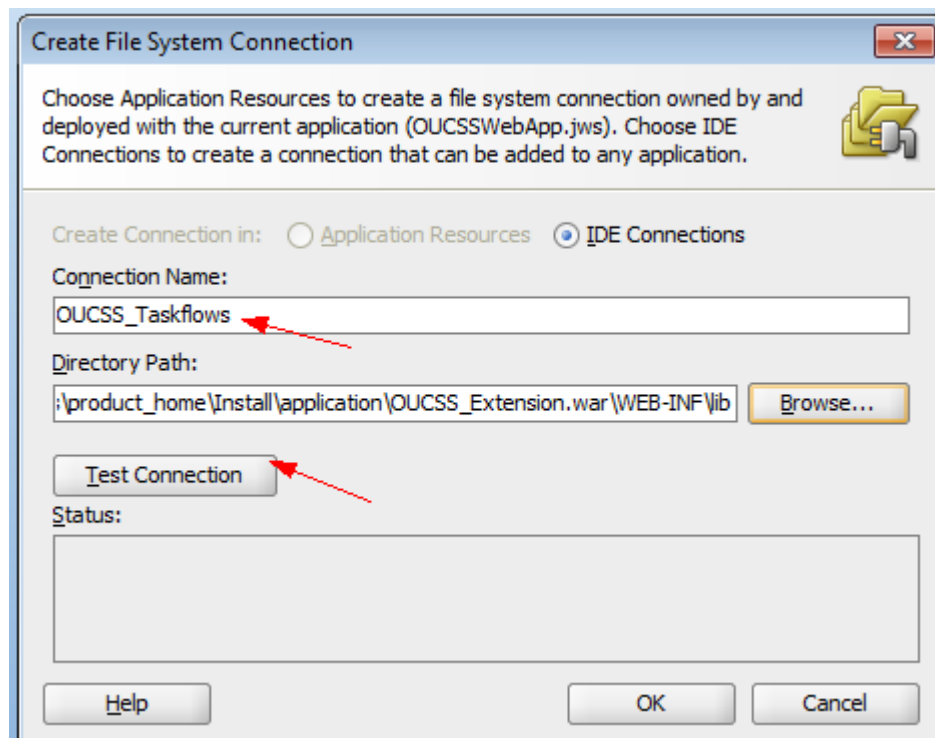 Create File System Connection
Choose Application Resources to create a file system connection owned by and
deployed with the current application (OUCSSWebApp.jws). Choose IDE
Connections to create a connection that can be added to any application.
Create Connection in: Application Resources IDE Connections
Connection Name:
OUCSS_Taskflows
Directory Path:
:\product_home\Install\application\OUCSS_Extension.war\WEB-INF\lib Browse...
Test Connection
Status:
Help OK Cancel